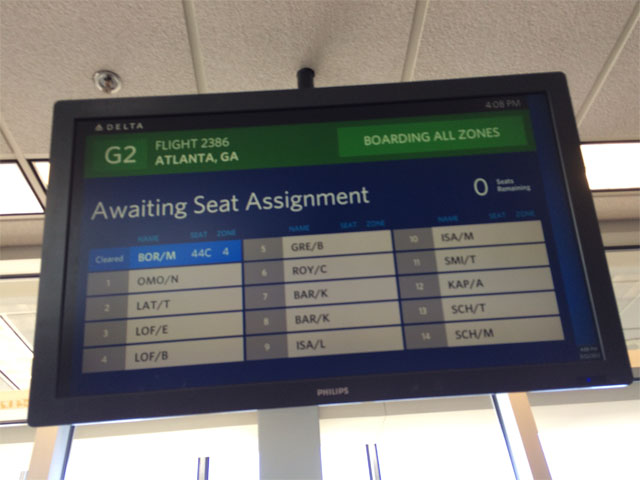 DELTA
4:08 PM
G2
FLIGHT 2386
ATLANTA, GA
BOARDING ALL ZONES
Awaiting Seat Assignment
0 Seats Remaining
NAME SEAT ZONE
Cleared BOR/M 44C 4
1 OMO/N
2 LAT/T
3 LOF/E
4 LOF/B
NAME SEAT ZONE
5 GRE/B
6 ROY/C
7 BAR/K
8 BAR/K
9 ISA/L
NAME SEAT ZONE
10 ISA/M
11 SMI/T
12 KAP/A
13 SCH/T
14 SCH/M
PHILIPS